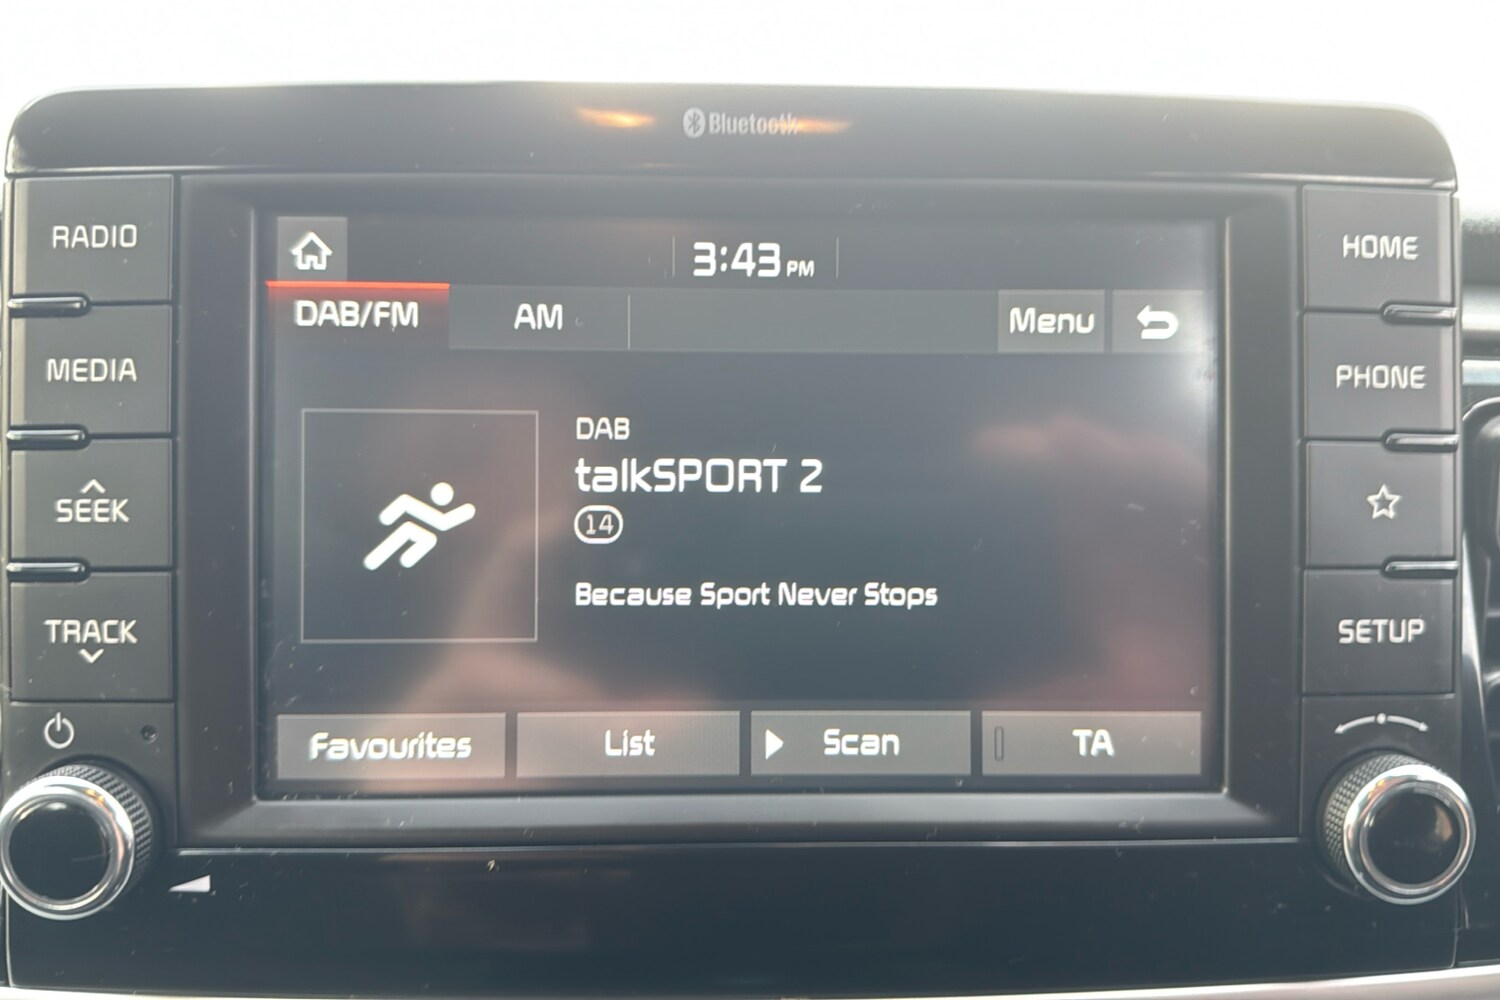 Bluetooth
RADIO
MEDIA
SEEK
TRACK
3:43 PM
DAB/FM
AM
Menu
DAB
talkSPORT 2
14
Because Sport Never Stops
Favourites
List
Scan
TA
HOME
PHONE
SETUP